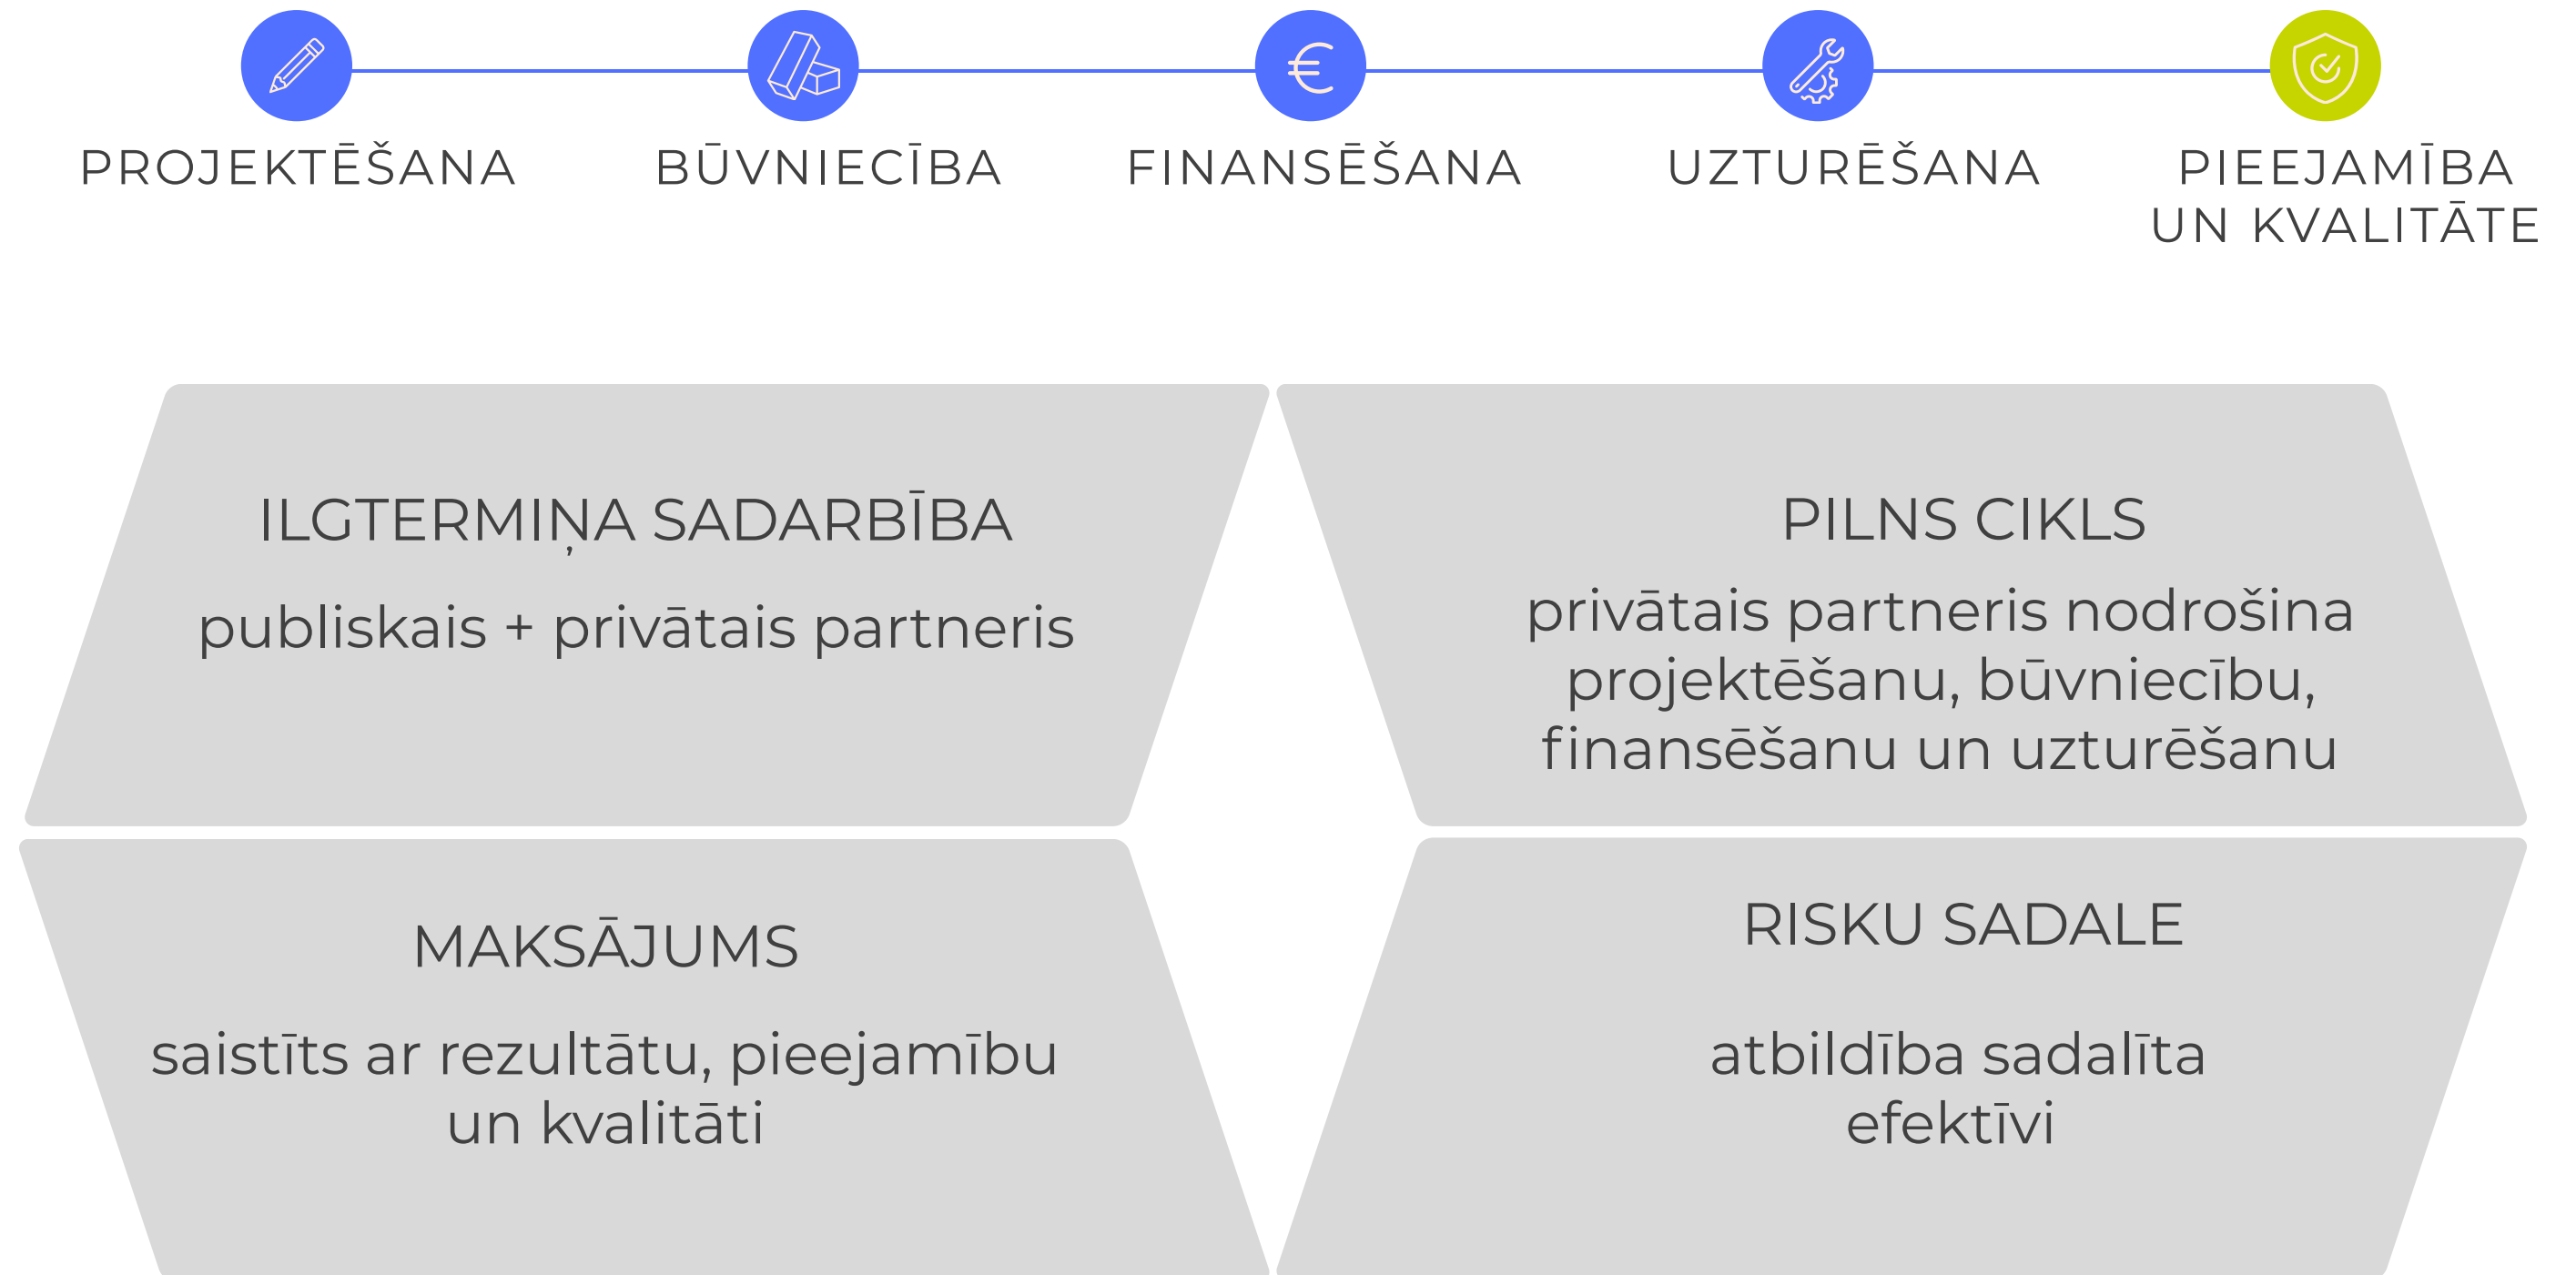 PROJEKTĒŠANA
BŪVNIECĪBA
FINANSĒŠANA
UZTURĒŠANA
PIEEJAMĪBA
UN KVALITĀTE
ILGTERMIŅA SADARBĪBA
publiskais + privātais partneris
PILNS CIKLS
privātais partneris nodrošina
projektēšanu, būvniecību,
finansēšanu un uzturēšanu
MAKSĀJUMS
saistīts ar rezultātu, pieejamību
un kvalitāti
RISKU SADALE
atbildība sadalīta
efektīvi